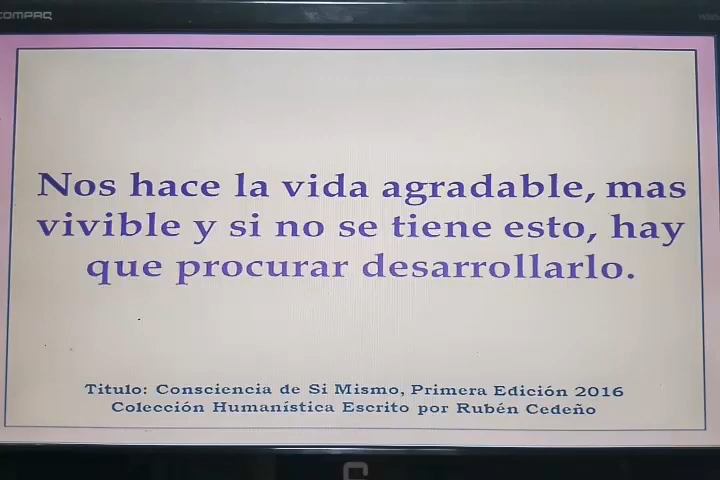 COMPAQ
Nos hace la vida agradable, mas
vivible y si no se tiene esto, hay
que procurar desarrollarlo.
Titulo: Consciencia de Si Mismo, Primera Edición 2016
Colección Humanística Escrito por Rubén Cedeño